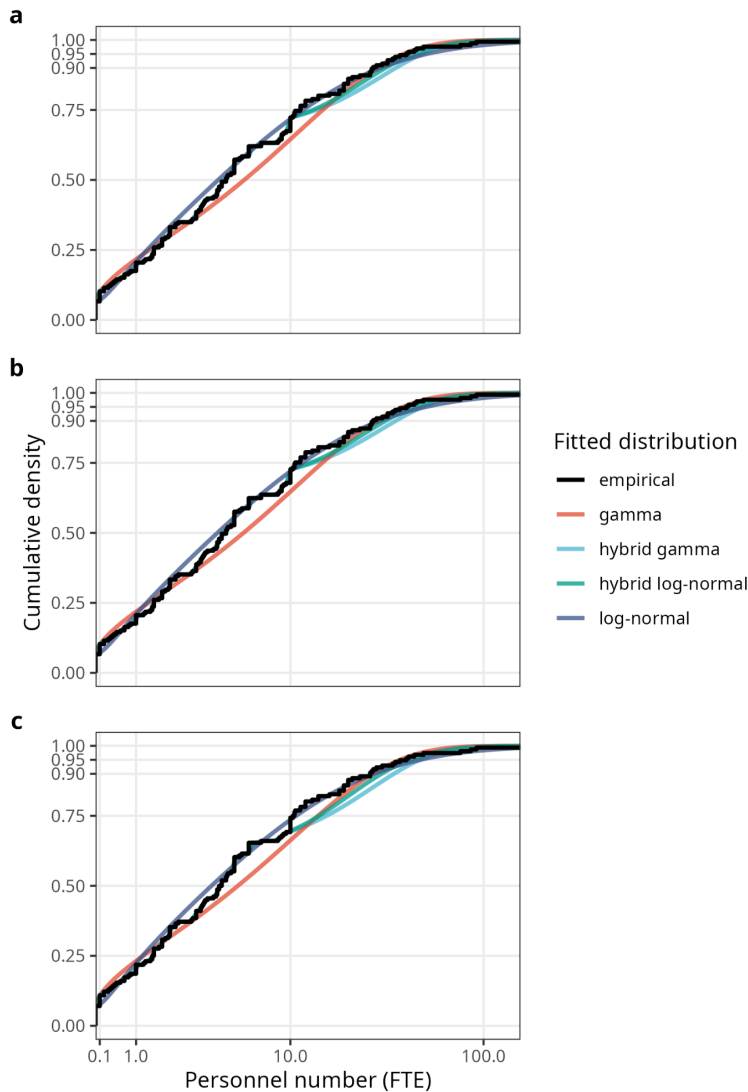 a
1.00
0.95
0.90
0.75
0.50
0.25
0.00
b
1.00
0.95
0.90
0.75
0.50
0.25
0.00
Cumulative density
Fitted distribution
empirical
gamma
hybrid gamma
hybrid log-normal
log-normal
c
1.00
0.95
0.90
0.75
0.50
0.25
0.00
0.1 1.0 10.0 100.0
Personnel number (FTE)